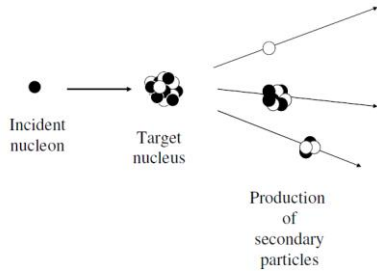 Incident
nucleon
Target
nucleus
Production
of
secondary
particles